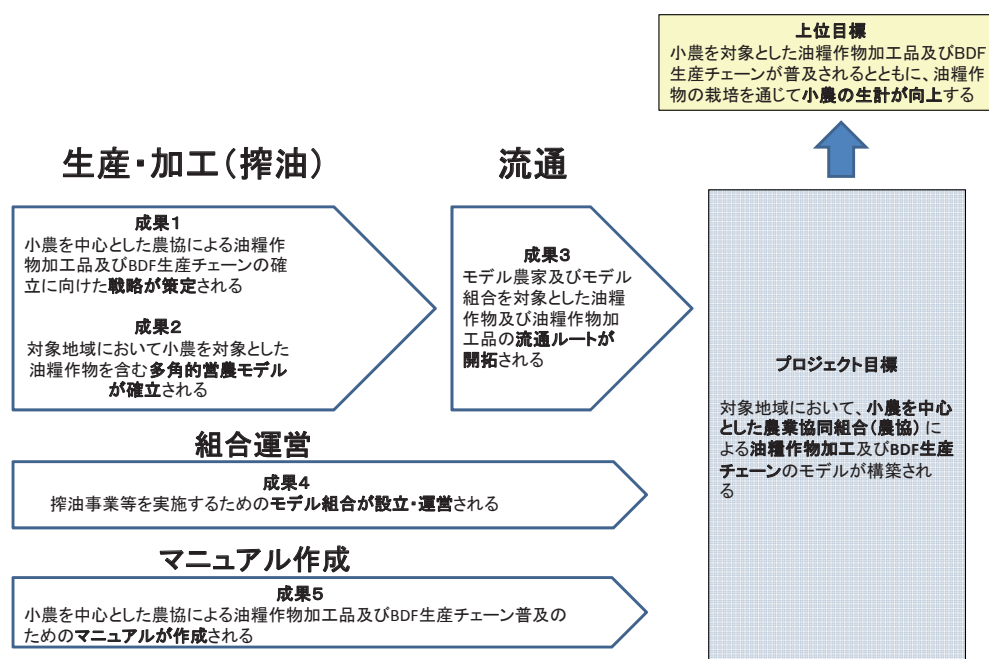 上位目標
小農を対象とした油糧作物加工品及びBDF
生産チェーンが普及されるとともに、油糧作
物の栽培を通じて小農の生計が向上する
生産・加工(搾油)
流通
成果1
小農を中心とした農協による油糧作
物加工品及びBDF生産チェーンの確
立に向けた戦略が策定される
成果2
対象地域において小農を対象とした
油糧作物を含む多角的営農モデル
が確立される
成果3
モデル農家及びモデル
組合を対象とした油糧
作物及び油糧作物加
工品の流通ルートが
開拓される
プロジェクト目標
対象地域において、小農を中心
とした農業協同組合(農協)に
よる油糧作物加工及びBDF生産
チェーンのモデルが構築され
る
組合運営
成果4
搾油事業等を実施するためのモデル組合が設立・運営される
マニュアル作成
成果5
小農を中心とした農協による油糧作物加工品及びBDF生産チェーン普及の
ためのマニュアルが作成される